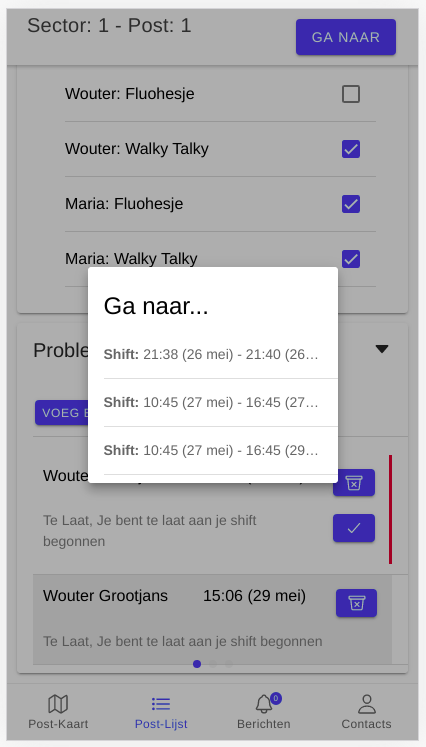 Sector: 1 - Post: 1
GA NAAR
Wouter: Fluohesje
Wouter: Walky Talky
Maria: Fluohesje
Maria: Walky Talky
Ga naar...
Shift: 21:38 (26 mei) - 21:40 (26…
Shift: 10:45 (27 mei) - 16:45 (27…
Shift: 10:45 (27 mei) - 16:45 (29…
Proble
VOEG
Woute
Te Laat, Je bent te laat aan je shift
begonnen
Wouter Grootjans 15:06 (29 mei)
Te Laat, Je bent te laat aan je shift begonnen
0
Post-Kaart Post-Lijst Berichten Contacts